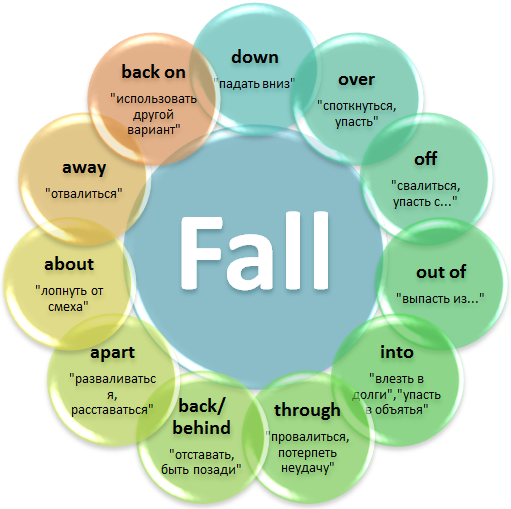 Fall
down
"падать вниз"
over
"споткнуться,
упасть"
off
"свалиться,
упасть с..."
out of
"выпасть из..."
into
"влезть в
долги","упасть
в объятья"
through
"провалиться,
потерпеть
неудачу"
back/
behind
"отставать,
быть позади"
apart
"разваливатьс
я,
расставаться"
about
"лопнуть от
смеха"
away
"отвалиться"
back on
"использовать
другой
вариант"